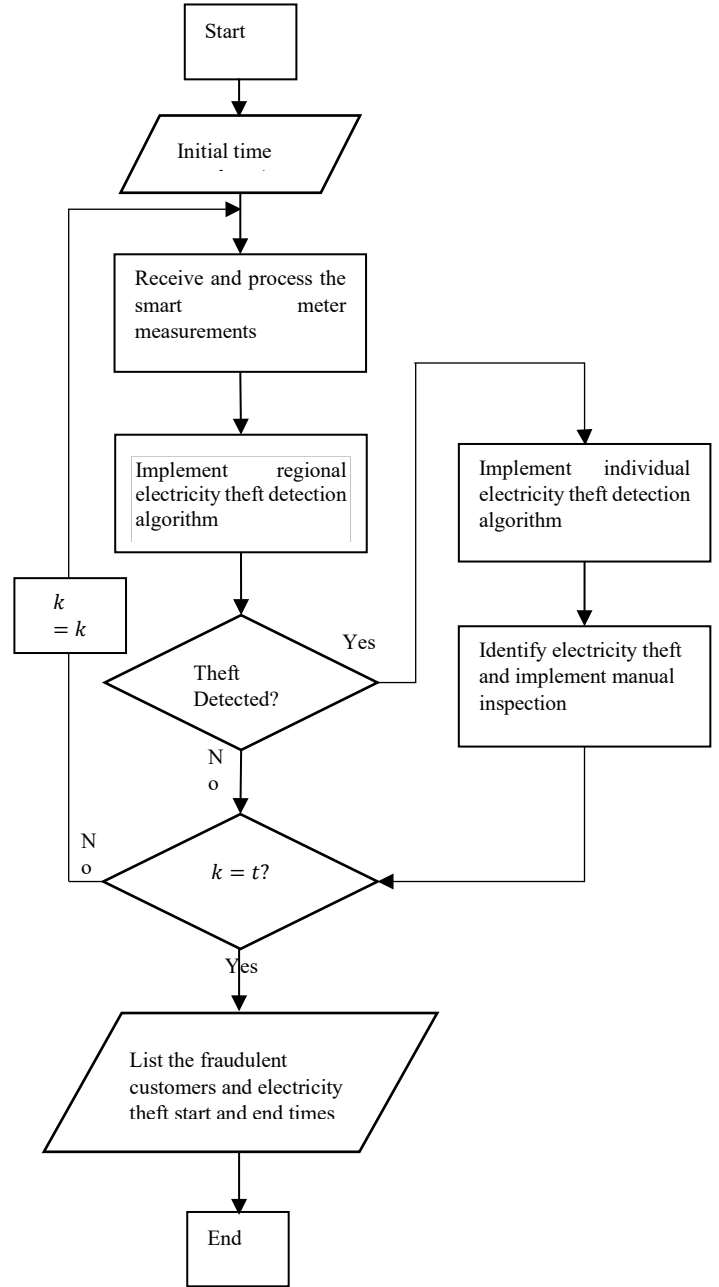 Start
Initial time
Receive and process the
smart meter
measurements
Implement regional
electricity theft detection
algorithm
Implement individual
electricity theft detection
algorithm
k
= k
Yes
Theft
Detected?
Identify electricity theft
and implement manual
inspection
N
o
N
o
k = t?
Yes
List the fraudulent
customers and electricity
theft start and end times
End